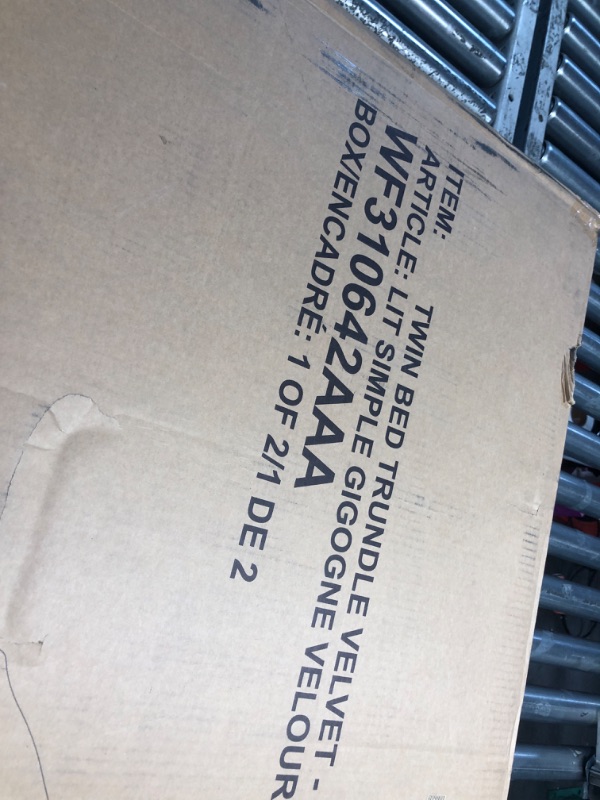 ITEM: TWIN BED TRUNDLE VELVET -
ARTICLE: LIT SIMPLE GIGOGNE VELOUR
WF310642AAA
BOX/ENCADRÉ: 1 OF 2/1 DE 2